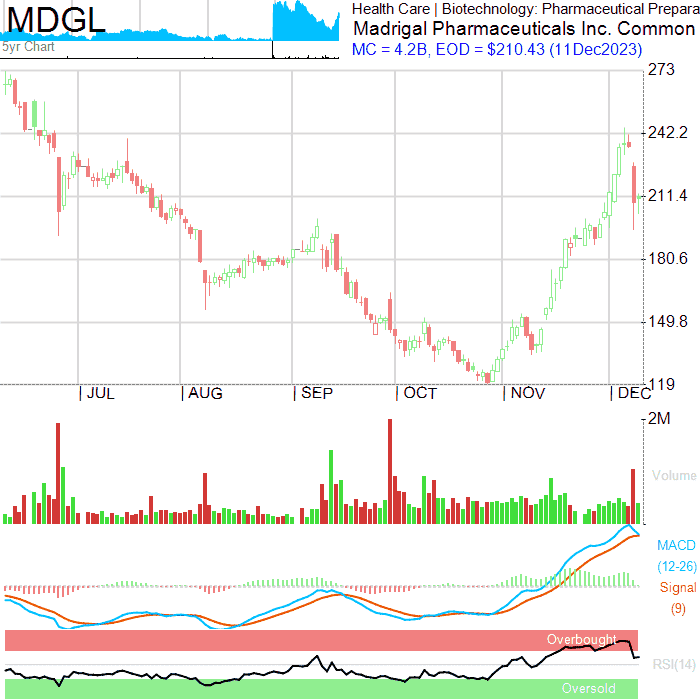 MDGL
5yr Chart
Health Care | Biotechnology: Pharmaceutical Prepara
Madrigal Pharmaceuticals Inc. Common
MC = 4.2B, EOD = $210.43 (11Dec2023)
273
242.2
211.4
180.6
149.8
119
JUL AUG SEP OCT NOV DEC
2M
Volume
MACD
(12-26)
Signal
(9)
Overbought
RSI(14)
Oversold